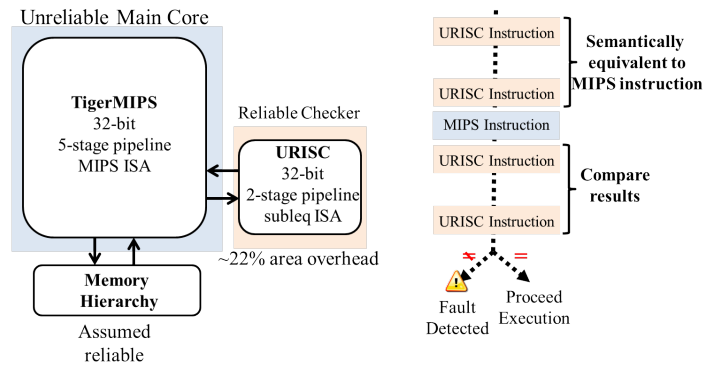 Unreliable Main Core
TigerMIPS
32-bit
5-stage pipeline
MIPS ISA
Reliable Checker
URISC
32-bit
2-stage pipeline
subleq ISA
~22% area overhead
Memory
Hierarchy
Assumed
reliable
URISC Instruction
URISC Instruction
Semantically
equivalent to
MIPS instruction
MIPS Instruction
URISC Instruction
URISC Instruction
Compare
results
≠
=
Fault
Detected
Proceed
Execution